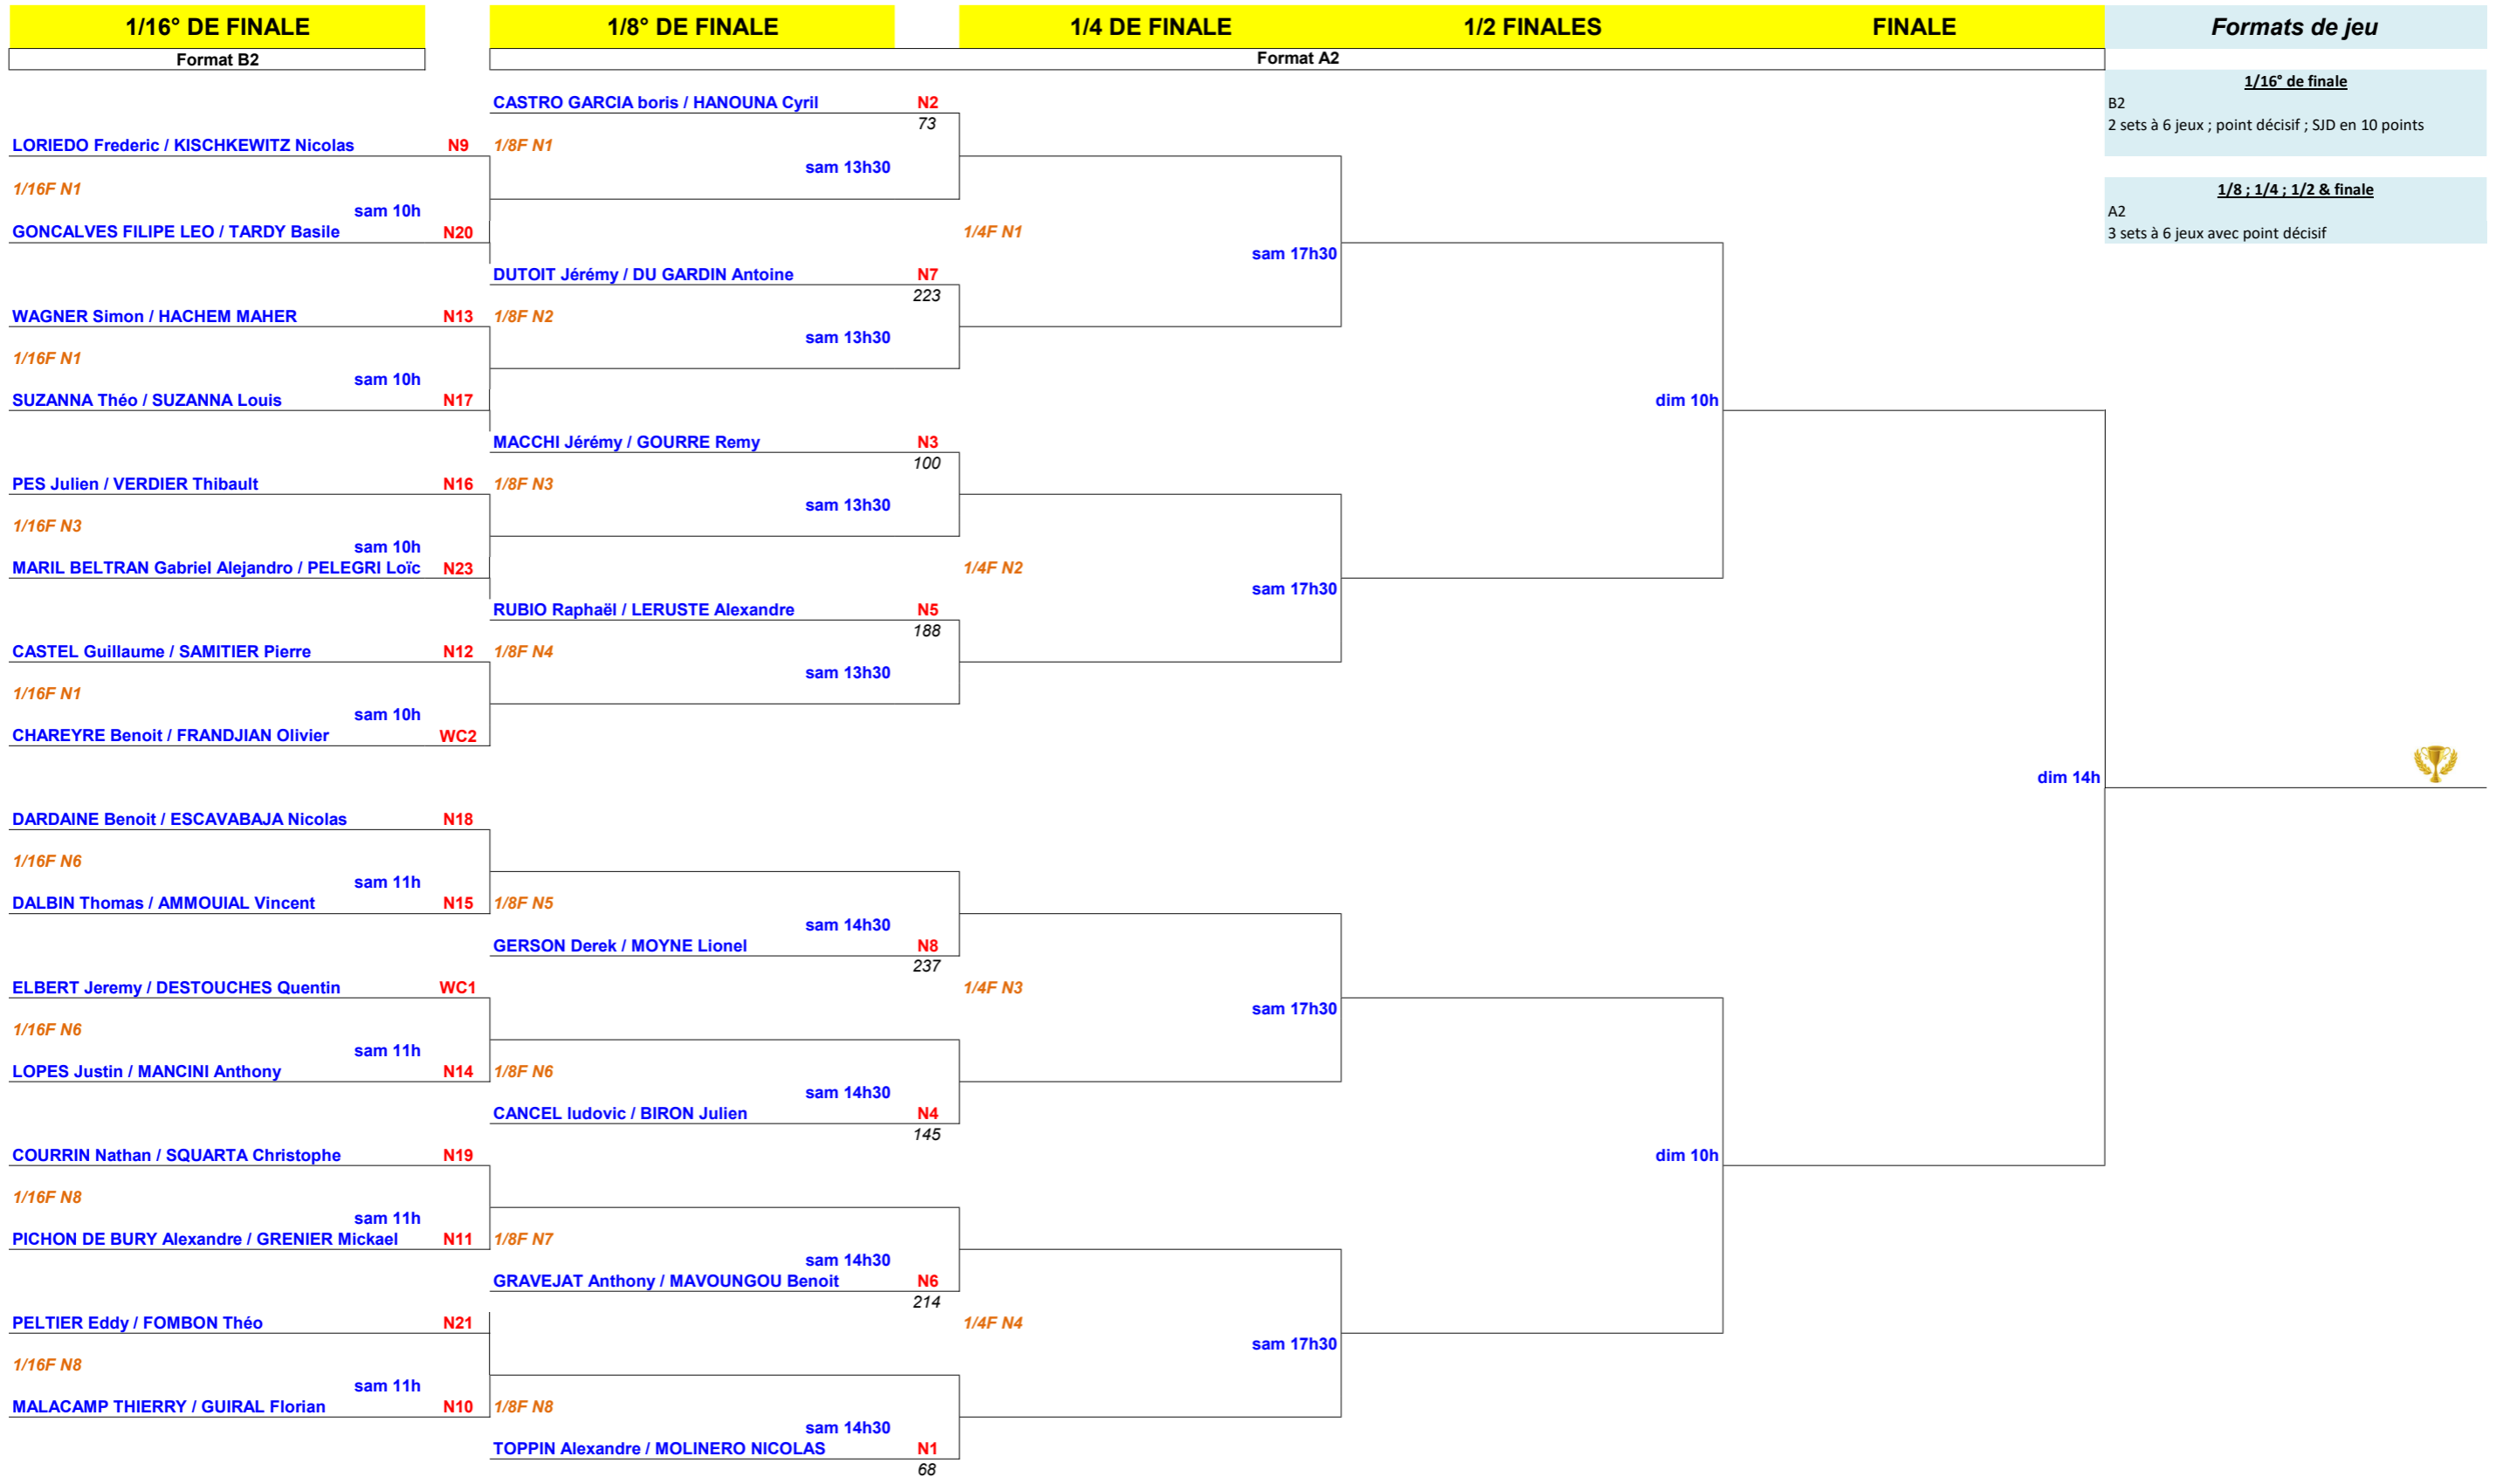 1/16° DE FINALE 1/8° DE FINALE 1/4 DE FINALE 1/2 FINALES FINALE Formats de jeu
Format B2 Format A2
1/16° de finale
CASTRO GARCIA boris / HANOUNA Cyril N2 B2
73 2 sets à 6 jeux ; point décisif ; SJD en 10 points
LORIEDO Frederic / KISCHKEWITZ Nicolas N9 1/8F N1
sam 13h30
1/16F N1 1/8 ; 1/4 ; 1/2 & finale
sam 10h A2
GONCALVES FILIPE LEO / TARDY Basile N20 1/4F N1 3 sets à 6 jeux avec point décisif
sam 17h30
DUTOIT Jérémy / DU GARDIN Antoine N7
223
WAGNER Simon / HACHEM MAHER N13 1/8F N2
sam 13h30
1/16F N1
sam 10h
SUZANNA Théo / SUZANNA Louis N17 dim 10h
MACCHI Jérémy / GOURRE Remy N3
100
PES Julien / VERDIER Thibault N16 1/8F N3
sam 13h30
1/16F N3
sam 10h
MARIL BELTRAN Gabriel Alejandro / PELEGRI Loïc N23 1/4F N2
sam 17h30
RUBIO Raphaël / LERUSTE Alexandre N5
188
CASTEL Guillaume / SAMITIER Pierre N12 1/8F N4
sam 13h30
1/16F N1
sam 10h
CHAREYRE Benoit / FRANDJIAN Olivier WC2
dim 14h
DARDAINE Benoit / ESCAVABAJA Nicolas N18
1/16F N6
sam 11h
DALBIN Thomas / AMMOUIAL Vincent N15 1/8F N5
sam 14h30
GERSON Derek / MOYNE Lionel N8
237
ELBERT Jeremy / DESTOUCHES Quentin WC1 1/4F N3
sam 17h30
1/16F N6
sam 11h
LOPES Justin / MANCINI Anthony N14 1/8F N6
sam 14h30
CANCEL ludovic / BIRON Julien N4
145
COURRIN Nathan / SQUARTA Christophe N19 dim 10h
1/16F N8
sam 11h
PICHON DE BURY Alexandre / GRENIER Mickael N11 1/8F N7
sam 14h30
GRAVEJAT Anthony / MAVOUNGOU Benoit N6
214
PELTIER Eddy / FOMBON Théo N21 1/4F N4
sam 17h30
1/16F N8
sam 11h
MALACAMP THIERRY / GUIRAL Florian N10 1/8F N8
sam 14h30
TOPPIN Alexandre / MOLINERO NICOLAS N1
68